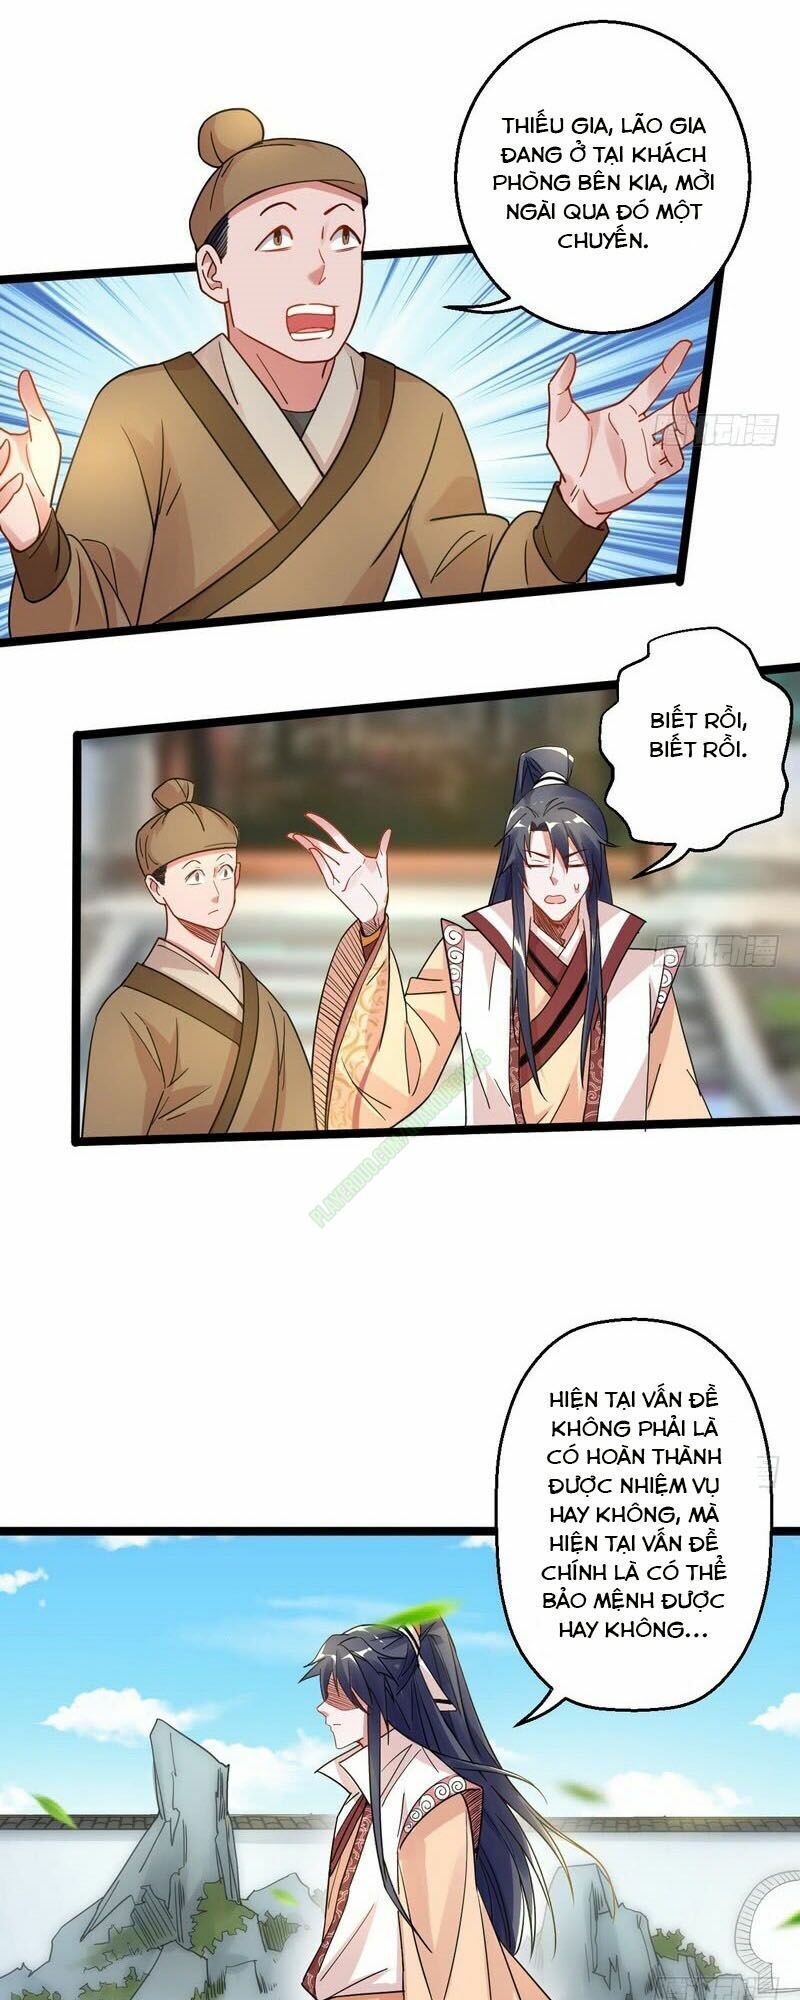 THIẾU GIA, LÃO GIA
ĐANG Ở TẠI KHÁCH
PHÒNG BÊN KIA, MỜI
NGÀI QUA ĐÓ MỘT
CHUYẾN.
BIẾT RỒI,
BIẾT RỒI.
HIỆN TẠI VẤN ĐỀ
KHÔNG PHẢI LÀ
CÓ HOÀN THÀNH
ĐƯỢC NHIỆM VỤ
HAY KHÔNG, MÀ
HIỆN TẠI VẤN ĐỀ
CHÍNH LÀ CÓ THỂ
BẢO MỆNH ĐƯỢC
HAY KHÔNG...